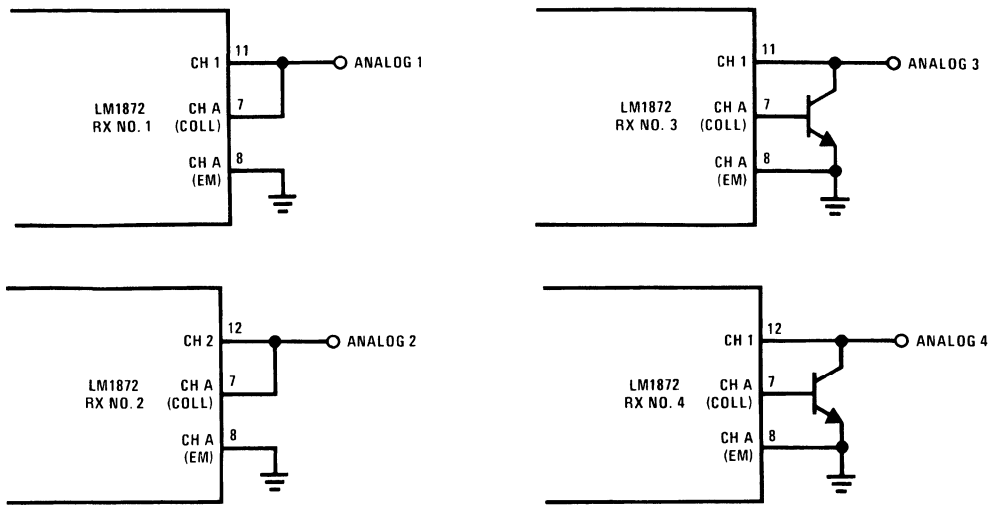 11
CH 1
ANALOG 1
LM1872
RX NO. 1
CH A
(COLL)
7
CH A
(EM)
8
11
CH 1
ANALOG 3
LM1872
RX NO. 3
CH A
(COLL)
7
CH A
(EM)
8
12
CH 2
ANALOG 2
LM1872
RX NO. 2
CH A
(COLL)
7
CH A
(EM)
8
12
CH 1
ANALOG 4
LM1872
RX NO. 4
CH A
(COLL)
7
CH A
(EM)
8